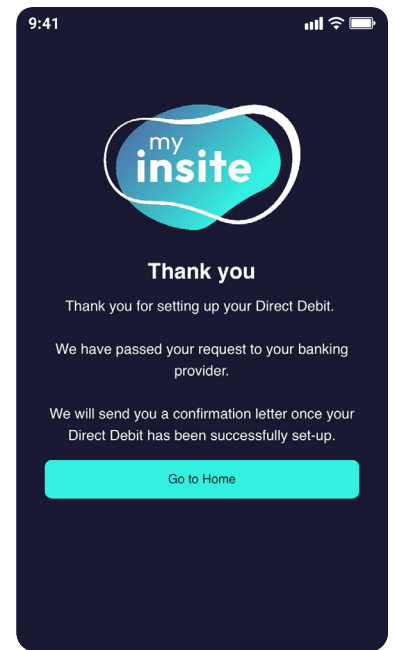 9:41
my
insite
Thank you
Thank you for setting up your Direct Debit.
We have passed your request to your banking
provider.
We will send you a confirmation letter once your
Direct Debit has been successfully set-up.
Go to Home